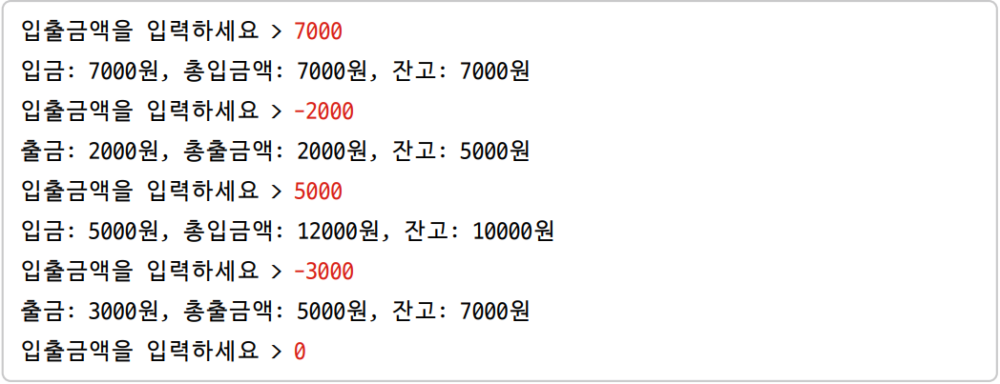 입출금액을 입력하세요 > 7000
입금: 7000원, 총입금액: 7000원, 잔고: 7000원
입출금액을 입력하세요 > -2000
출금: 2000원, 총출금액: 2000원, 잔고: 5000원
입출금액을 입력하세요 > 5000
입금: 5000원, 총입금액: 12000원, 잔고: 10000원
입출금액을 입력하세요 > -3000
출금: 3000원, 총출금액: 5000원, 잔고: 7000원
입출금액을 입력하세요 > 0